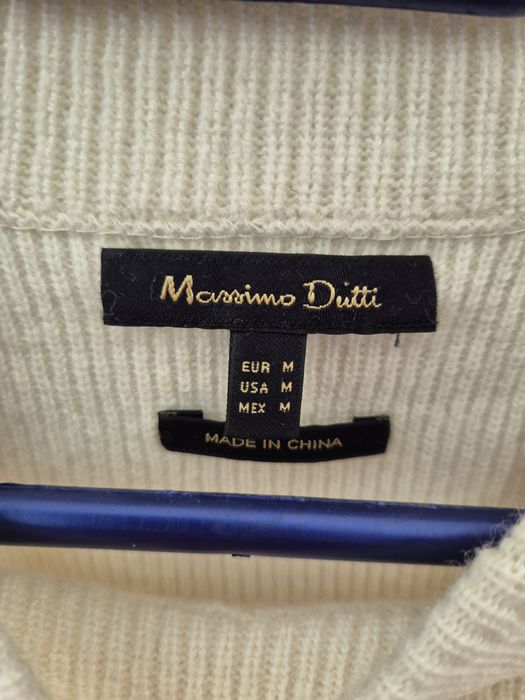 Massimo Dutti
EUR M
USA M
MEX M
MADE IN CHINA